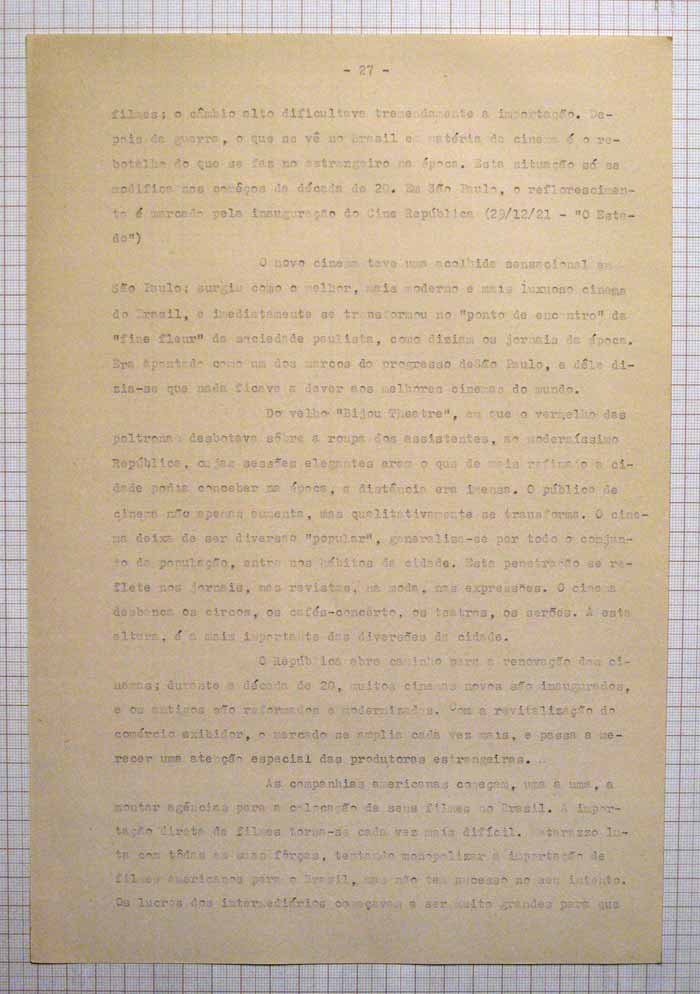 - 27 -
filmes; o câmbio alto dificultava tremendamente a importação. De-
pois da guerra, o que se vê no Brasil em matéria de cinema é o re-
botalho do que se faz no estrangeiro na época. Esta situação só se
modifica nos comêços da década de 20. Em São Paulo, o reflorescimen-
to é marcado pela inauguração do Cine República (29/12/21 - "O Esta-
do")
O novo cinema teve uma acolhida sensacional em
São Paulo; surgiu como o melhor, mais moderno e mais luxuoso cinema
do Brasil, e imediatamente se transformou no "ponto de encontro" da
"fine fleur" da sociedade paulista, como diziam os jornais da época.
Era apontado como um dos marcos do progresso deSão Paulo, e dêle di-
zia-se que nada ficava a dever aos melhores cinemas do mundo.
Do velho "Bijou Theatre", em que o vermelho das
poltronas desbotava sôbre a roupa dos assistentes, ao moderníssimo
República, cujas sessões elegantes eram o que de mais refinado a ci-
dade podia conceber na época, a distância era imensa. O público de
cinema não apenas aumenta, mas qualitativamente se transforma. O cine-
ma deixa de ser diversão "popular", generaliza-se por todo o conjun-
to da população, entra nos hábitos da cidade. Esta penetração se re-
flete nos jornais, nas revistas, na moda, nas expressões. O cinema
desbanca os circos, os cafés-concêrto, os teatros, os serões. A esta
altura, é a mais importante das diversões da cidade.
O República abre caminho para a renovação dos ci-
nemas; durante a década de 20, muitos cinemas novos são inaugurados,
e os antigos são reformados e modernizados. Com a revitalização do
comércio exibidor, o mercado se amplia cada vez mais, e passa a me-
recer uma atenção especial das produtoras estrangeiras.
As companhias americanas começam, uma a uma, a
montar agências para a colocação de seus filmes no Brasil. A impor-
tação direta de filmes torna-se cada vez mais difícil. Matarazzo lu-
ta com tôdas as suas fôrças, tentando monopolizar a importação de
filmes americanos para o Brasil, mas não tem sucesso no seu intento.
Os lucros dos intermediários começavam a ser muito grandes para que